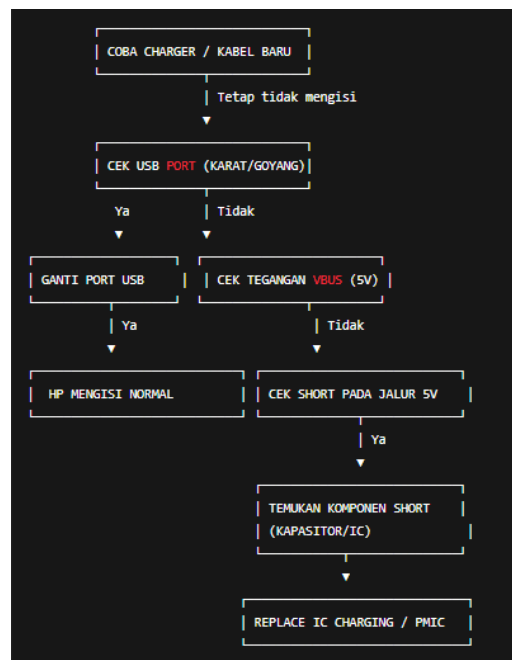 COBA CHARGER / KABEL BARU
Tetap tidak mengisi
CEK USB PORT (KARAT/GOYANG)
Ya Tidak
GANTI PORT USB CEK TEGANGAN VBUS (5V)
Ya Tidak
HP MENGISI NORMAL CEK SHORT PADA JALUR 5V
Ya
TEMUKAN KOMPONEN SHORT
(KAPASITOR/IC)
REPLACE IC CHARGING / PMIC